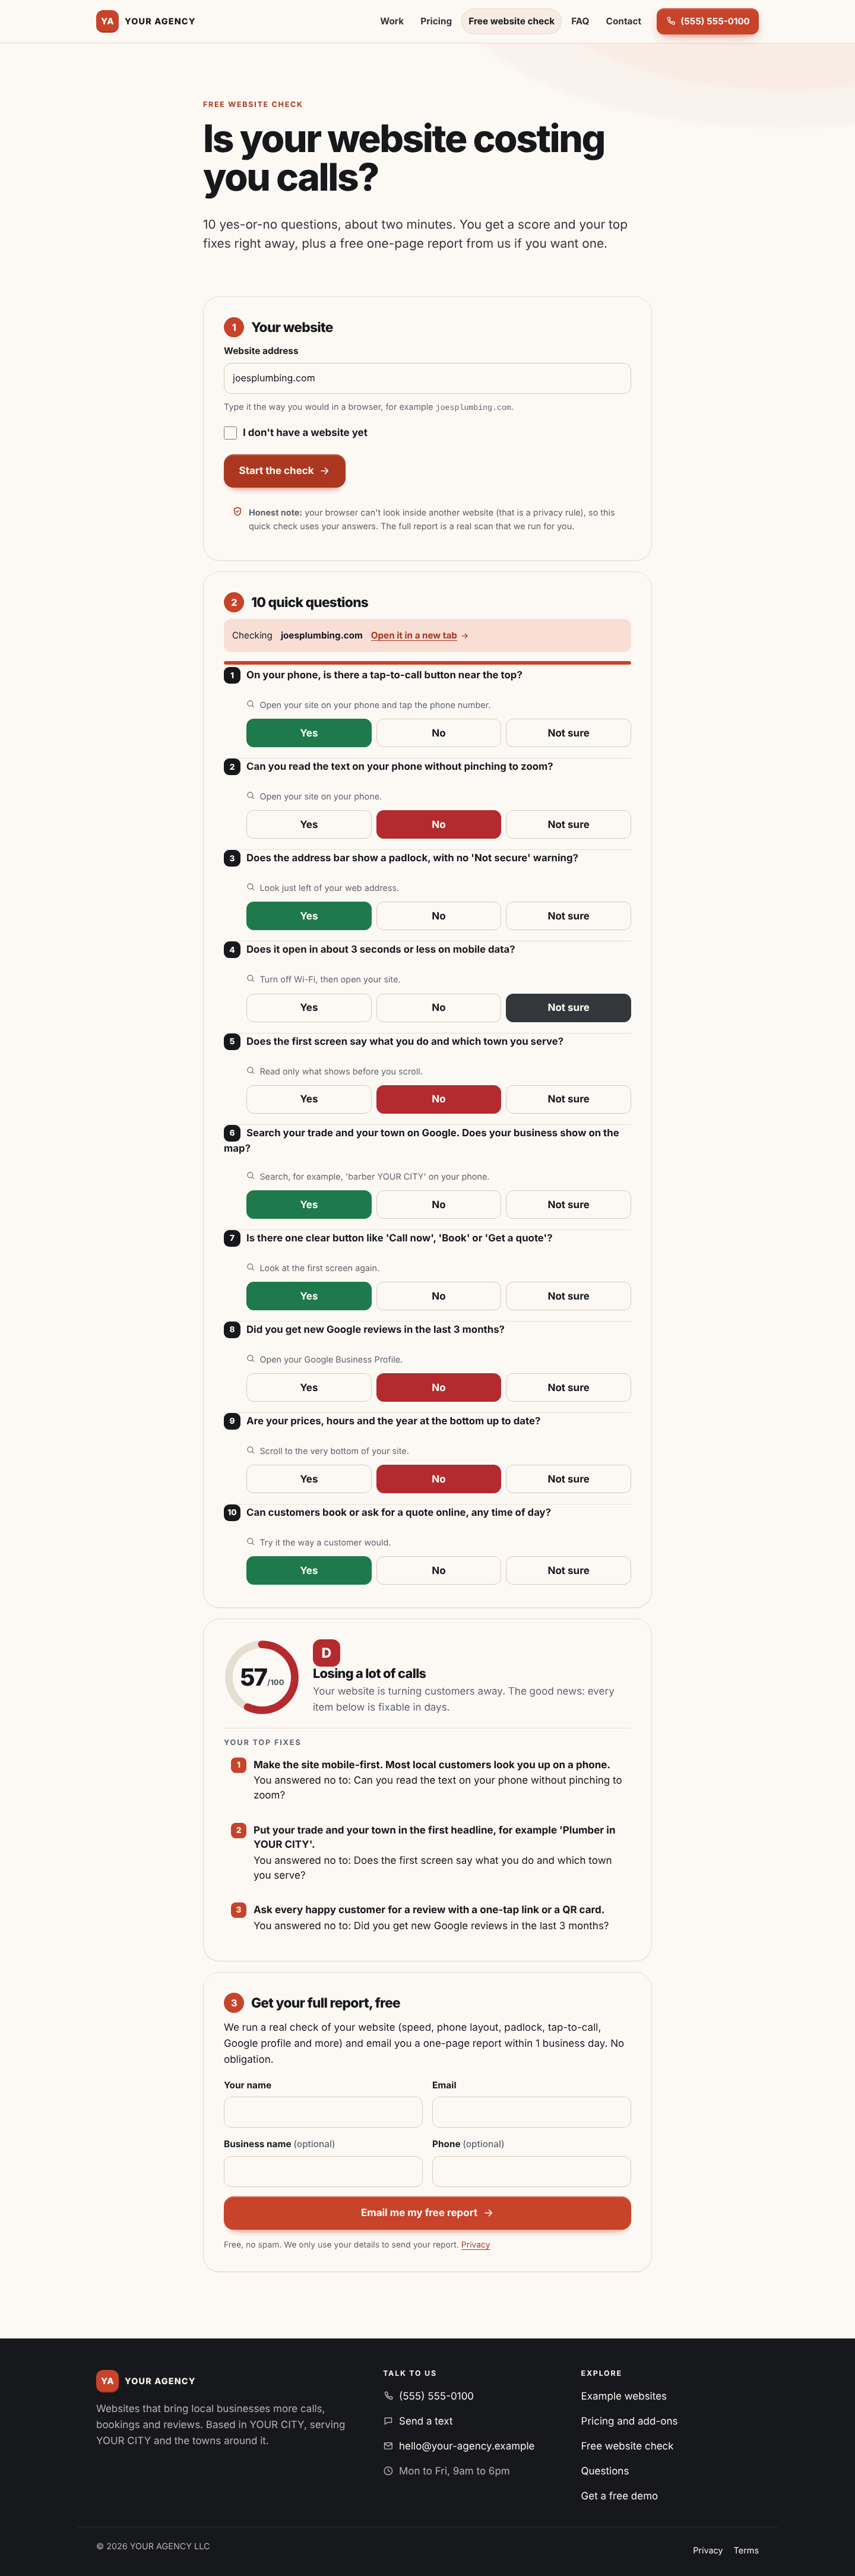 YA YOUR AGENCY
Work Pricing Free website check FAQ Contact (555) 555-0100
FREE WEBSITE CHECK
Is your website costing
you calls?
10 yes-or-no questions, about two minutes. You get a score and your top
fixes right away, plus a free one-page report from us if you want one.
1 Your website
Website address
joesplumbing.com
Type it the way you would in a browser, for example joesplumbing.com.
I don't have a website yet
Start the check →
Honest note: your browser can't look inside another website (that is a privacy rule), so this
quick check uses your answers. The full report is a real scan that we run for you.
2 10 quick questions
Checking joesplumbing.com Open it in a new tab →
1 On your phone, is there a tap-to-call button near the top?
Open your site on your phone and tap the phone number.
Yes No Not sure
2 Can you read the text on your phone without pinching to zoom?
Open your site on your phone.
Yes No Not sure
3 Does the address bar show a padlock, with no 'Not secure' warning?
Look just left of your web address.
Yes No Not sure
4 Does it open in about 3 seconds or less on mobile data?
Turn off Wi-Fi, then open your site.
Yes No Not sure
5 Does the first screen say what you do and which town you serve?
Read only what shows before you scroll.
Yes No Not sure
6 Search your trade and your town on Google. Does your business show on the
map?
Search, for example, 'barber YOUR CITY' on your phone.
Yes No Not sure
7 Is there one clear button like 'Call now', 'Book' or 'Get a quote'?
Look at the first screen again.
Yes No Not sure
8 Did you get new Google reviews in the last 3 months?
Open your Google Business Profile.
Yes No Not sure
9 Are your prices, hours and the year at the bottom up to date?
Scroll to the very bottom of your site.
Yes No Not sure
10 Can customers book or ask for a quote online, any time of day?
Try it the way a customer would.
Yes No Not sure
57/100
D
Losing a lot of calls
Your website is turning customers away. The good news: every
item below is fixable in days.
YOUR TOP FIXES
1 Make the site mobile-first. Most local customers look you up on a phone.
You answered no to: Can you read the text on your phone without pinching to
zoom?
2 Put your trade and your town in the first headline, for example 'Plumber in
YOUR CITY'.
You answered no to: Does the first screen say what you do and which town
you serve?
3 Ask every happy customer for a review with a one-tap link or a QR card.
You answered no to: Did you get new Google reviews in the last 3 months?
3 Get your full report, free
We run a real check of your website (speed, phone layout, padlock, tap-to-call,
Google profile and more) and email you a one-page report within 1 business day. No
obligation.
Your name Email
Business name (optional) Phone (optional)
Email me my free report →
Free, no spam. We only use your details to send your report. Privacy
YA YOUR AGENCY
Websites that bring local businesses more calls,
bookings and reviews. Based in YOUR CITY, serving
YOUR CITY and the towns around it.
TALK TO US
(555) 555-0100
Send a text
hello@your-agency.example
Mon to Fri, 9am to 6pm
EXPLORE
Example websites
Pricing and add-ons
Free website check
Questions
Get a free demo
© 2026 YOUR AGENCY LLC
Privacy Terms